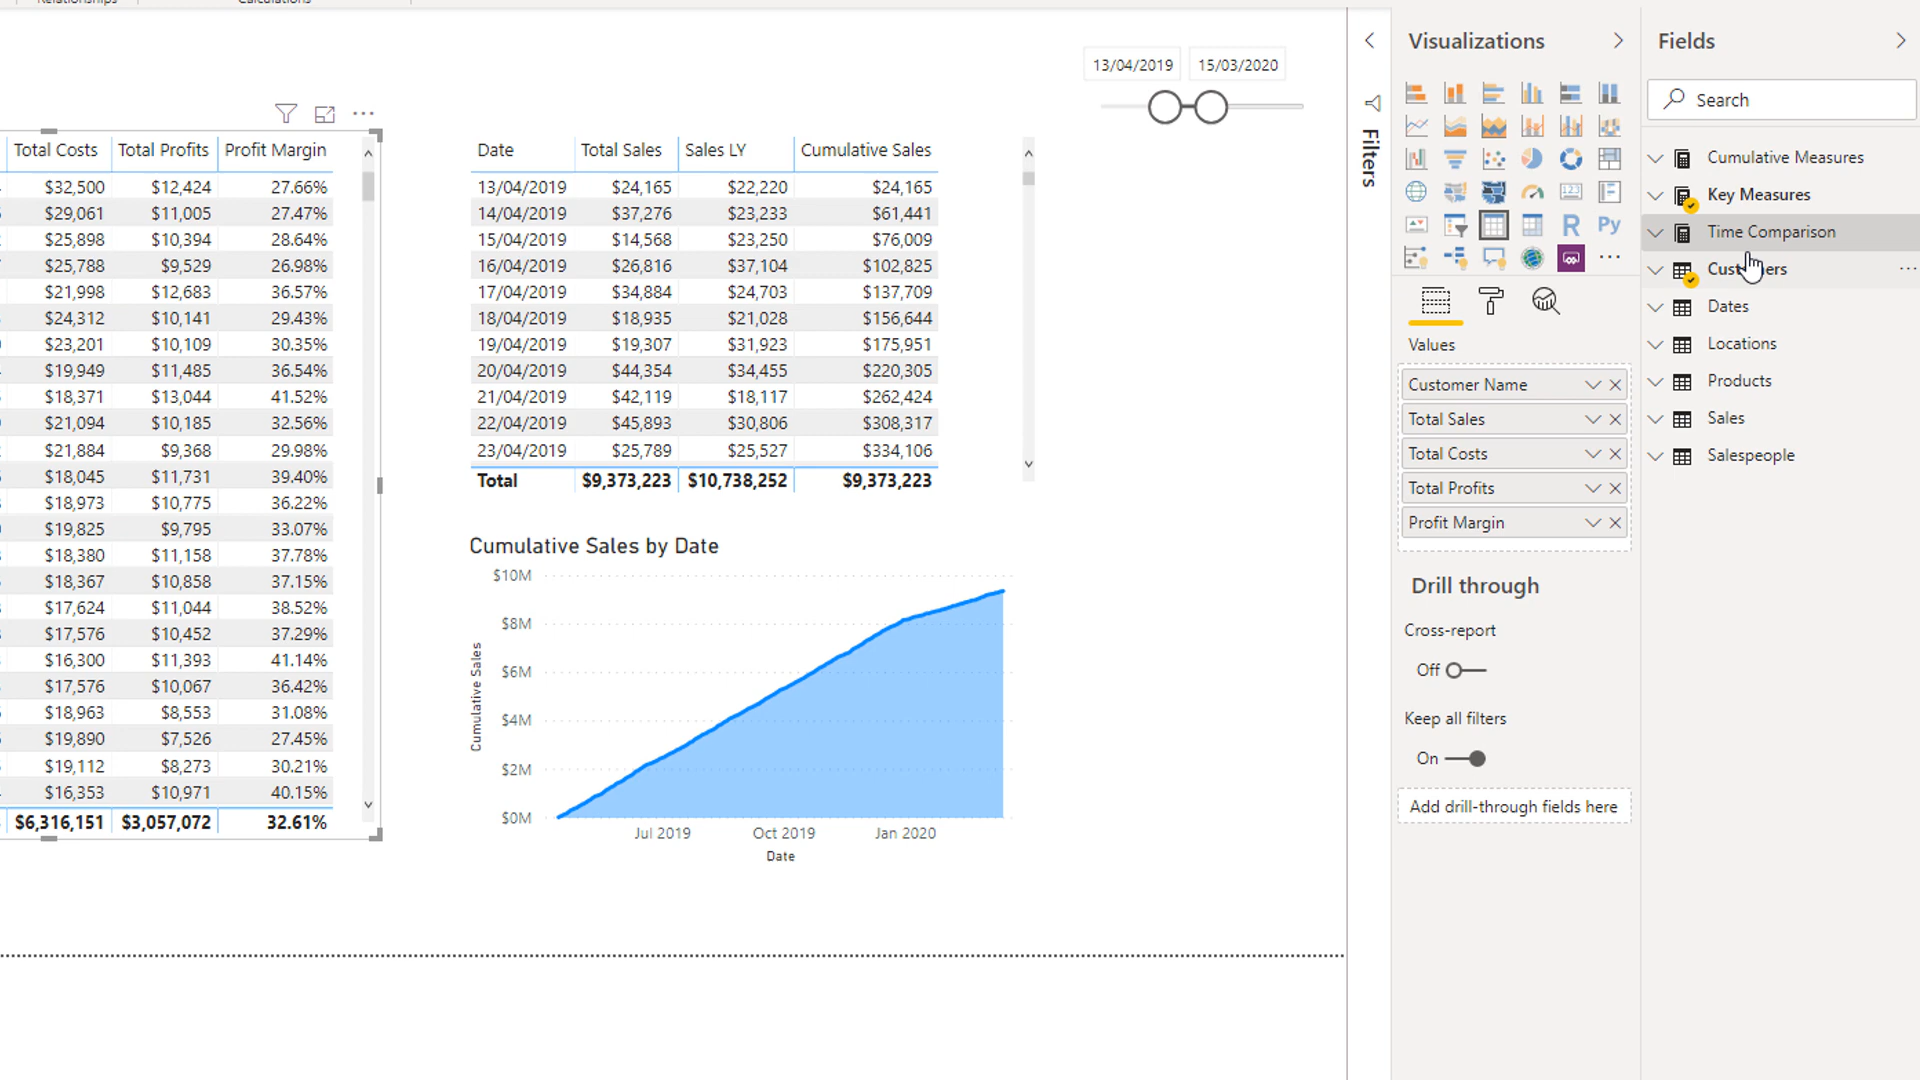 Relationships Calculations
13/04/2019 15/03/2020
Total Costs Total Profits Profit Margin
$32,500 $12,424 27.66%
$29,061 $11,005 27.47%
$25,898 $10,394 28.64%
$25,788 $9,529 26.98%
$21,998 $12,683 36.57%
$24,312 $10,141 29.43%
$23,201 $10,109 30.35%
$19,949 $11,485 36.54%
$18,371 $13,044 41.52%
$21,094 $10,185 32.56%
$21,884 $9,368 29.98%
$18,045 $11,731 39.40%
$18,973 $10,775 36.22%
$19,825 $9,795 33.07%
$18,380 $11,158 37.78%
$18,367 $10,858 37.15%
$17,624 $11,044 38.52%
$17,576 $10,452 37.29%
$16,300 $11,393 41.14%
$17,576 $10,067 36.42%
$18,963 $8,553 31.08%
$19,890 $7,526 27.45%
$19,112 $8,273 30.21%
$16,353 $10,971 40.15%
$6,316,151 $3,057,072 32.61%
Date Total Sales Sales LY Cumulative Sales
13/04/2019 $24,165 $22,220 $24,165
14/04/2019 $37,276 $23,233 $61,441
15/04/2019 $14,568 $23,250 $76,009
16/04/2019 $26,816 $37,104 $102,825
17/04/2019 $34,884 $24,703 $137,709
18/04/2019 $18,935 $21,028 $156,644
19/04/2019 $19,307 $31,923 $175,951
20/04/2019 $44,354 $34,455 $220,305
21/04/2019 $42,119 $18,117 $262,424
22/04/2019 $45,893 $30,806 $308,317
23/04/2019 $25,789 $25,527 $334,106
Total $9,373,223 $10,738,252 $9,373,223
Cumulative Sales by Date
Cumulative Sales
$10M
$8M
$6M
$4M
$2M
$0M
Jul 2019 Oct 2019 Jan 2020
Date
Filters
Visualizations
R Py
123
Values
Customer Name
Total Sales
Total Costs
Total Profits
Profit Margin
Drill through
Cross-report
Off
Keep all filters
On
Add drill-through fields here
Fields
Search
Cumulative Measures
Key Measures
Time Comparison
Customers
Dates
Locations
Products
Sales
Salespeople